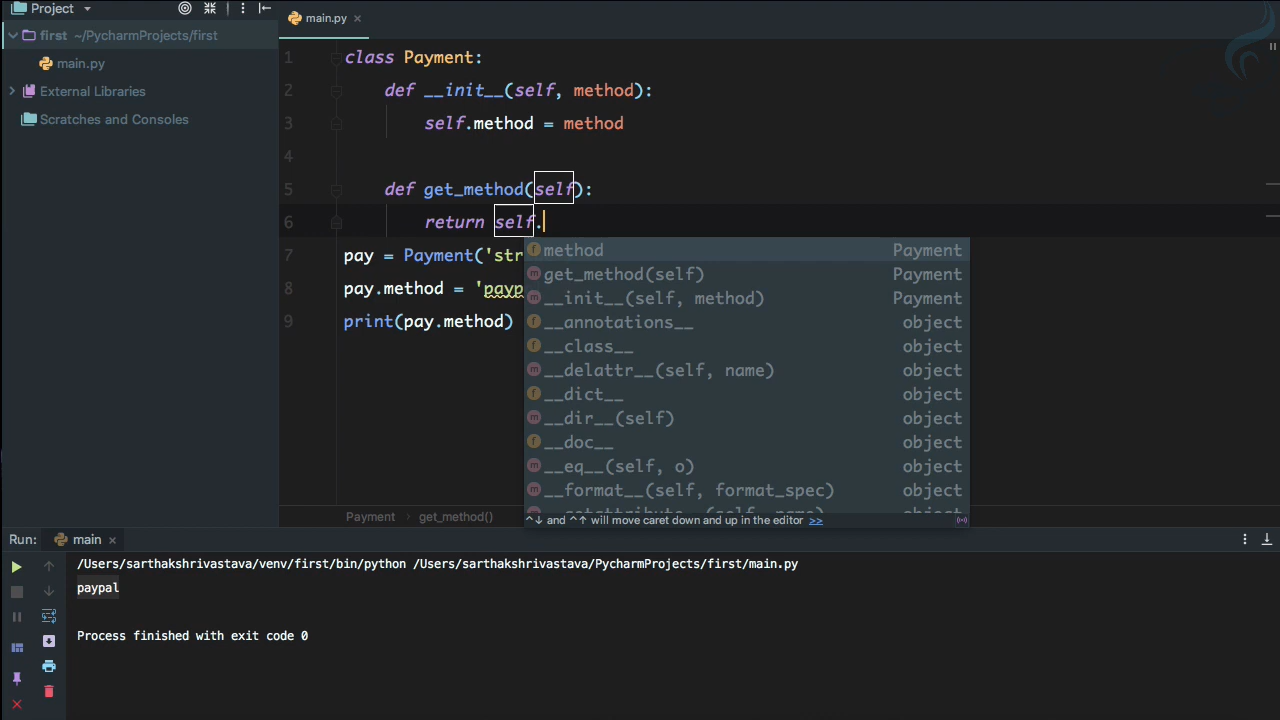 Project
main.py
first ~/PycharmProjects/first
main.py
External Libraries
Scratches and Consoles
1 class Payment:
2 def __init__(self, method):
3 self.method = method
4
5 def get_method(self):
6 return self.
7 pay = Payment('str
8 pay.method = 'payp
9 print(pay.method)
method Payment
get_method(self) Payment
__init__(self, method) Payment
__annotations__ object
__class__ object
__delattr__(self, name) object
__dict__ object
__dir__(self) object
__doc__ object
__eq__(self, o) object
__format__(self, format_spec) object
__getattribute__(self, name) object
^↓ and ^↑ will move caret down and up in the editor >>
Payment > get_method()
Run: main
/Users/sarthakshrivastava/venv/first/bin/python /Users/sarthakshrivastava/PycharmProjects/first/main.py
paypal
Process finished with exit code 0